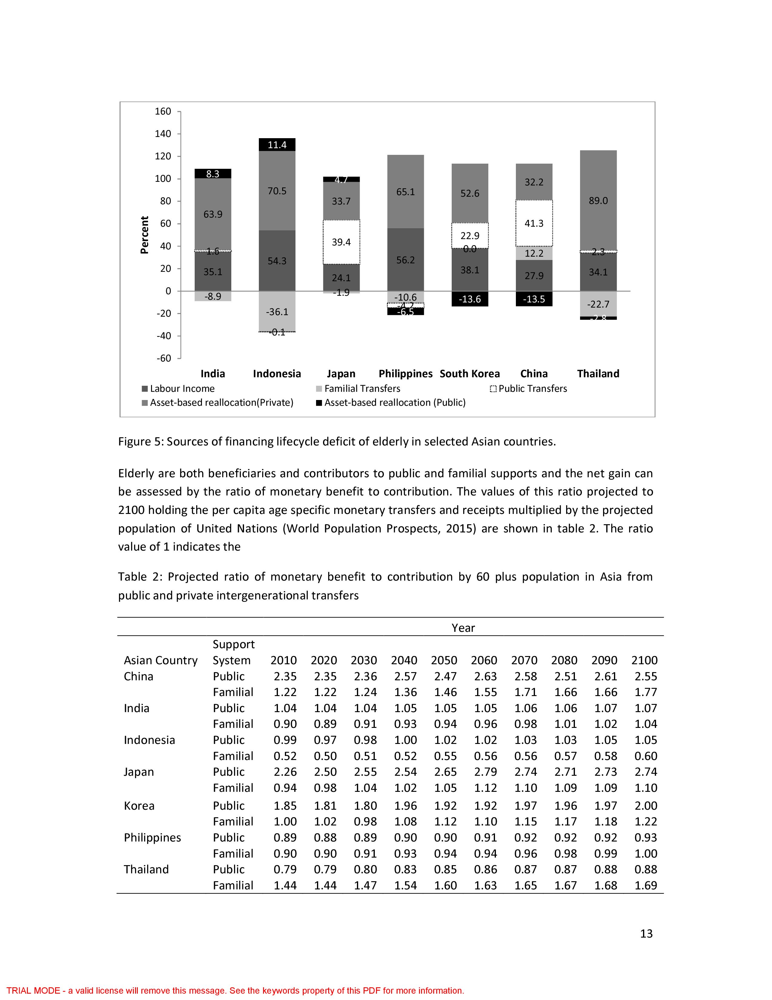 160
140
120
100
80
60
40
20
0
-20
-40
-60
Percent
8.3
63.9
1.6
35.1
-8.9
11.4
70.5
54.3
-36.1
-0.1
4.7
33.7
39.4
24.1
-1.9
65.1
56.2
-10.6
-4.2
-6.5
52.6
22.9
0.0
38.1
-13.6
32.2
41.3
12.2
27.9
-13.5
89.0
2.3
34.1
-22.7
-2.8
India Indonesia Japan Philippines South Korea China Thailand
Labour Income Familial Transfers Public Transfers
Asset-based reallocation(Private) Asset-based reallocation (Public)
Figure 5: Sources of financing lifecycle deficit of elderly in selected Asian countries.
Elderly are both beneficiaries and contributors to public and familial supports and the net gain can
be assessed by the ratio of monetary benefit to contribution. The values of this ratio projected to
2100 holding the per capita age specific monetary transfers and receipts multiplied by the projected
population of United Nations (World Population Prospects, 2015) are shown in table 2. The ratio
value of 1 indicates the
Table 2: Projected ratio of monetary benefit to contribution by 60 plus population in Asia from
public and private intergenerational transfers
Year
Support
Asian Country System 2010 2020 2030 2040 2050 2060 2070 2080 2090 2100
China Public 2.35 2.35 2.36 2.57 2.47 2.63 2.58 2.51 2.61 2.55
Familial 1.22 1.22 1.24 1.36 1.46 1.55 1.71 1.66 1.66 1.77
India Public 1.04 1.04 1.04 1.05 1.05 1.05 1.06 1.06 1.07 1.07
Familial 0.90 0.89 0.91 0.93 0.94 0.96 0.98 1.01 1.02 1.04
Indonesia Public 0.99 0.97 0.98 1.00 1.02 1.02 1.03 1.03 1.05 1.05
Familial 0.52 0.50 0.51 0.52 0.55 0.56 0.56 0.57 0.58 0.60
Japan Public 2.26 2.50 2.55 2.54 2.65 2.79 2.74 2.71 2.73 2.74
Familial 0.94 0.98 1.04 1.02 1.05 1.12 1.10 1.09 1.09 1.10
Korea Public 1.85 1.81 1.80 1.96 1.92 1.92 1.97 1.96 1.97 2.00
Familial 1.00 1.02 0.98 1.08 1.12 1.10 1.15 1.17 1.18 1.22
Philippines Public 0.89 0.88 0.89 0.90 0.90 0.91 0.92 0.92 0.92 0.93
Familial 0.90 0.90 0.91 0.93 0.94 0.94 0.96 0.98 0.99 1.00
Thailand Public 0.79 0.79 0.80 0.83 0.85 0.86 0.87 0.87 0.88 0.88
Familial 1.44 1.44 1.47 1.54 1.60 1.63 1.65 1.67 1.68 1.69
13
TRIAL MODE - a valid license will remove this message. See the keywords property of this PDF for more information.